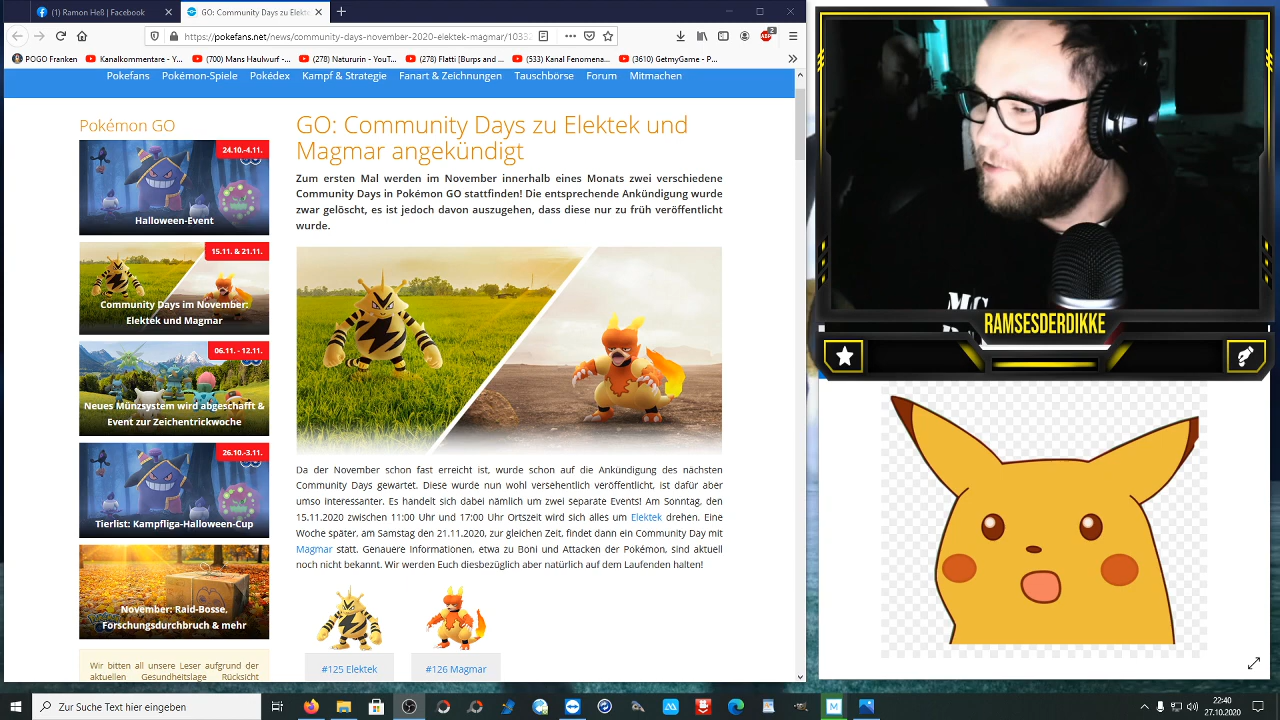 (1) Ramon Heß | Facebook
GO: Community Days zu Elekt
https://pokefans.net/news/community-days-november-2020-elektek-magmar/1033
ABP
2
POGO Franken
Kanalkommentare - Y...
(700) Mans Haulwurf -...
(278) Natururin - YouT...
(278) Flatti [Burps and ...
(533) Kanal Fenomena...
(3610) GetmyGame - P...
Pokefans Pokémon-Spiele Pokédex Kampf & Strategie Fanart & Zeichnungen Tauschbörse Forum Mitmachen
Pokémon GO
24.10.-4.11.
Halloween-Event
15.11. & 21.11.
Community Days im November:
Elektek und Magmar
06.11. - 12.11.
Neues Münzsystem wird abgeschafft &
Event zur Zeichentrickwoche
26.10.-3.11.
Tierlist: Kampfliga-Halloween-Cup
November: Raid-Bosse,
Forschungsdurchbruch & mehr
Wir bitten all unsere Leser aufgrund der
aktuellen Gesundheitslage Rücksicht
GO: Community Days zu Elektek und
Magmar angekündigt
Zum ersten Mal werden im November innerhalb eines Monats zwei verschiedene
Community Days in Pokémon GO stattfinden! Die entsprechende Ankündigung wurde
zwar gelöscht, es ist jedoch davon auszugehen, dass diese nur zu früh veröffentlicht
wurde.
Da der November schon fast erreicht ist, wurde schon auf die Ankündigung des nächsten
Community Days gewartet. Diese wurde nun wohl versehentlich veröffentlicht, ist dafür aber
umso interessanter. Es handelt sich dabei nämlich um zwei separate Events! Am Sonntag, den
15.11.2020 zwischen 11:00 Uhr und 17:00 Uhr Ortszeit wird sich alles um Elektek drehen. Eine
Woche später, am Samstag den 21.11.2020, zur gleichen Zeit, findet dann ein Community Day mit
Magmar statt. Genauere Informationen, etwa zu Boni und Attacken der Pokémon, sind aktuell
noch nicht bekannt. Wir werden Euch diesbezüglich aber natürlich auf dem Laufenden halten!
#125 Elektek
#126 Magmar
RAMSESDERDIKKE
Zur Suche Text hier eingeben
M
22:40
27.10.2020